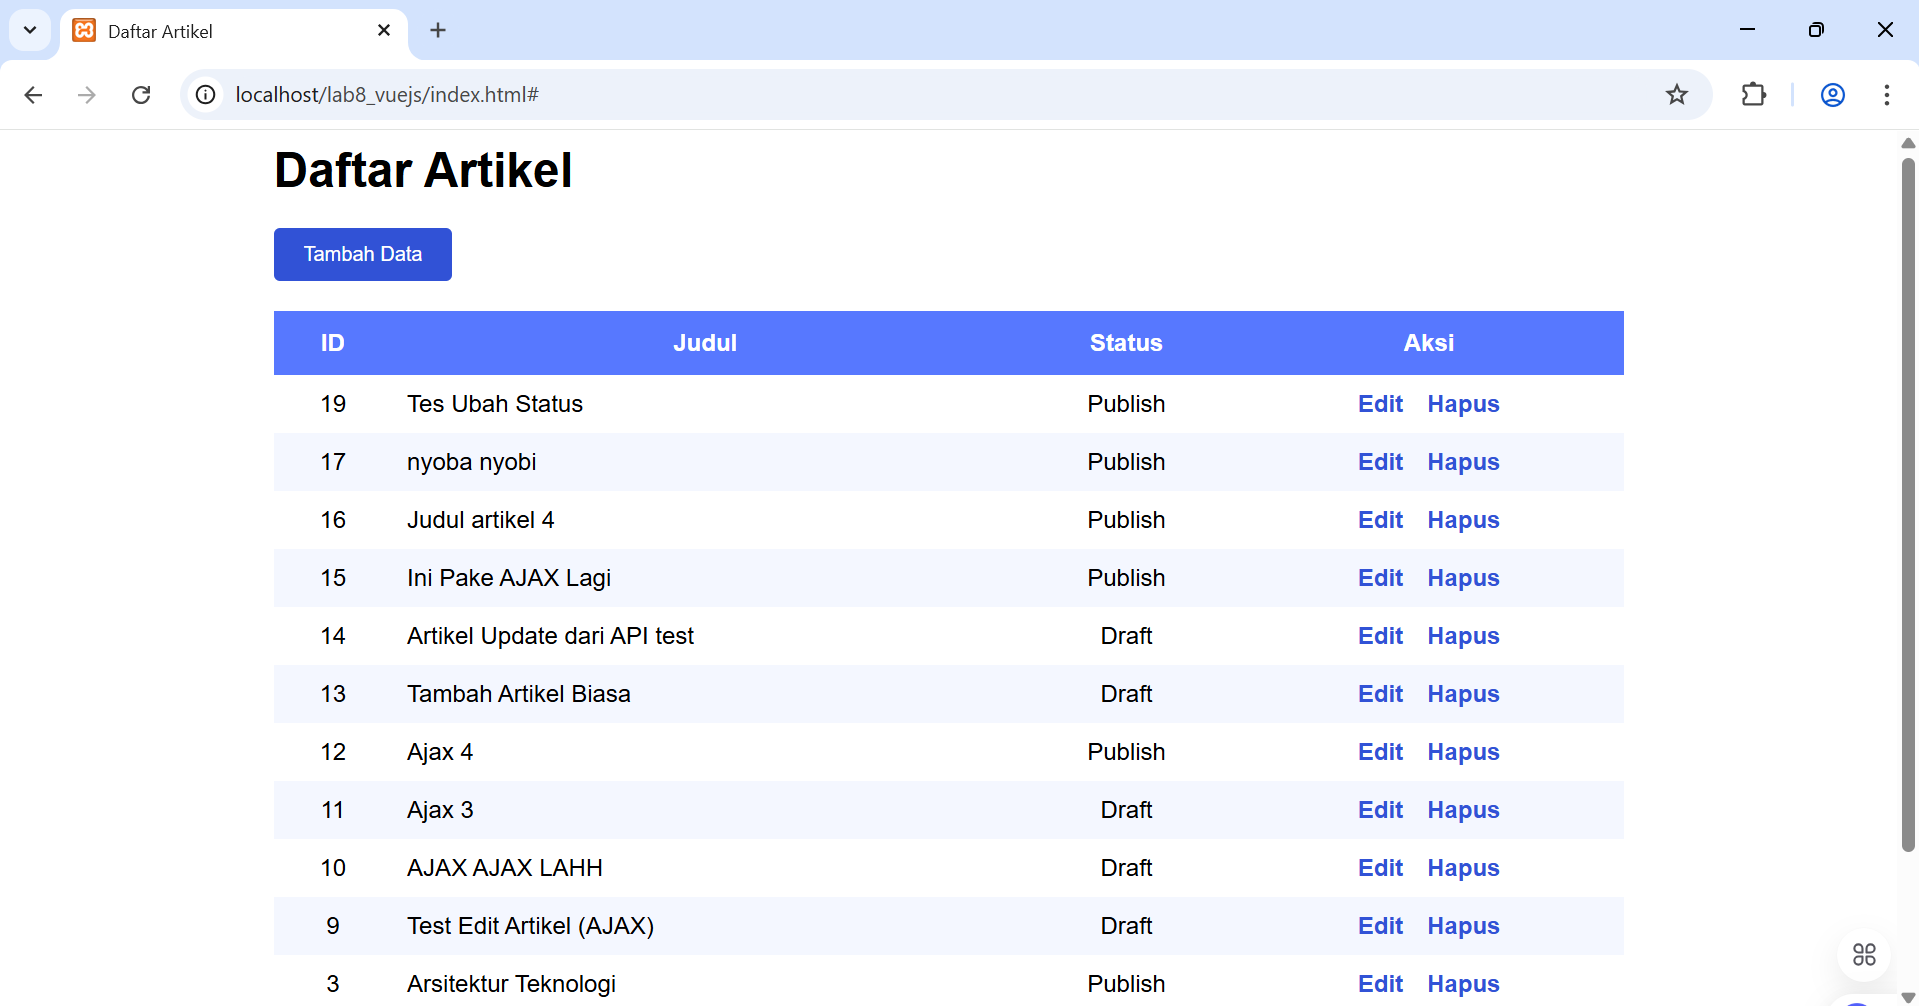 Daftar Artikel
localhost/lab8_vuejs/index.html#
Daftar Artikel
Tambah Data
ID Judul Status Aksi
19 Tes Ubah Status Publish Edit Hapus
17 nyoba nyobi Publish Edit Hapus
16 Judul artikel 4 Publish Edit Hapus
15 Ini Pake AJAX Lagi Publish Edit Hapus
14 Artikel Update dari API test Draft Edit Hapus
13 Tambah Artikel Biasa Draft Edit Hapus
12 Ajax 4 Publish Edit Hapus
11 Ajax 3 Draft Edit Hapus
10 AJAX AJAX LAHH Draft Edit Hapus
9 Test Edit Artikel (AJAX) Draft Edit Hapus
3 Arsitektur Teknologi Publish Edit Hapus